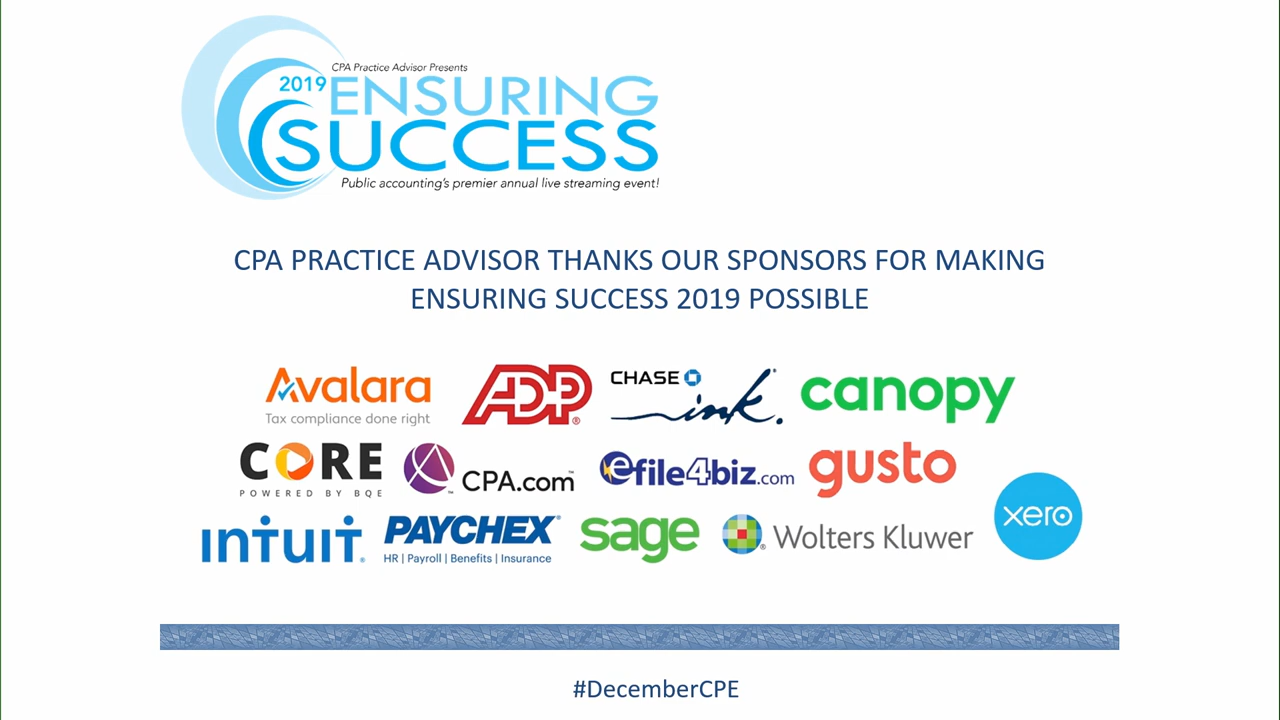 CPA Practice Advisor Presents
2019 ENSURING
SUCCESS
Public accounting's premier annual live streaming event!
CPA PRACTICE ADVISOR THANKS OUR SPONSORS FOR MAKING
ENSURING SUCCESS 2019 POSSIBLE
Avalara
Tax compliance done right
ADP®
CHASE
ink®.
canopy
CORE
POWERED BY BQE
CPA.com™
efile4biz.com
gusto
xero
intuit®
PAYCHEX®
HR | Payroll | Benefits | Insurance
sage
® Wolters Kluwer
#DecemberCPE